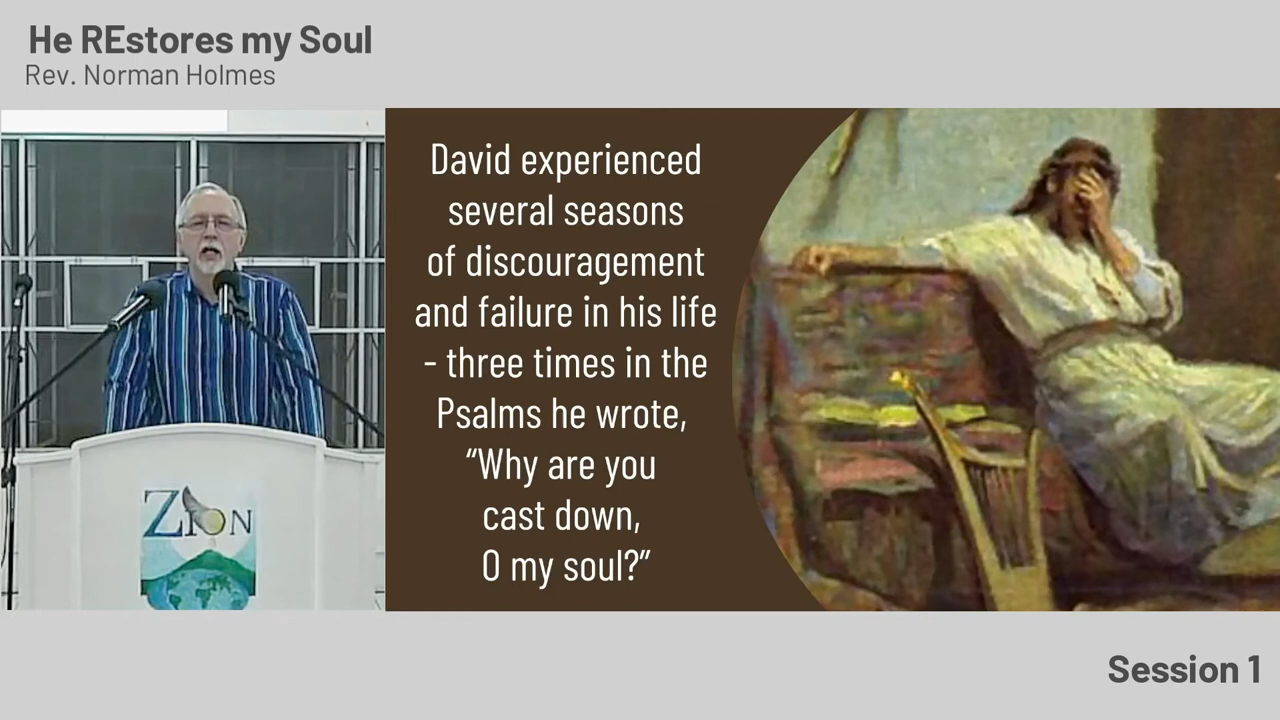 He REstores my Soul
Rev. Norman Holmes
David experienced
several seasons
of discouragement
and failure in his life
- three times in the
Psalms he wrote,
“Why are you
cast down,
O my soul?”
ZION
Session 1